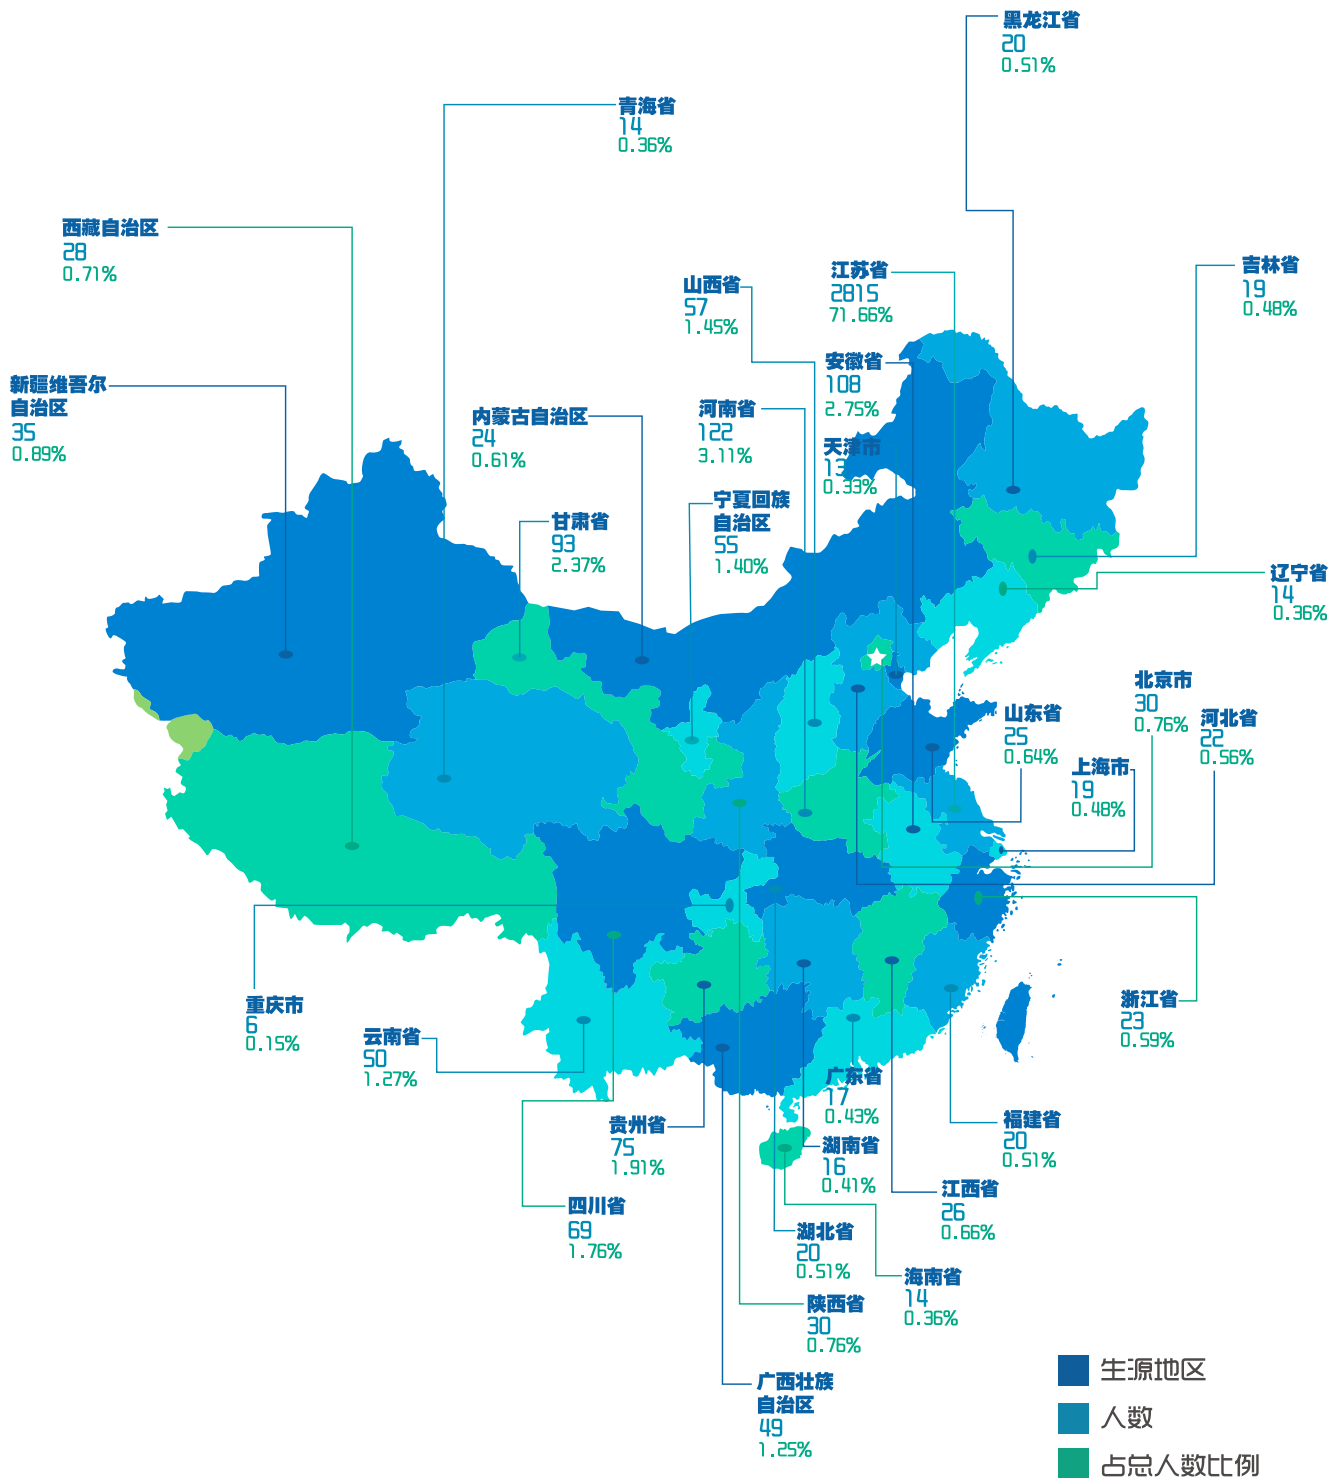 黑龙江省
20
0.51%
青海省
14
0.36%
西藏自治区
28
0.71%
江苏省
2815
71.66%
吉林省
19
0.48%
山西省
57
1.45%
安徽省
108
2.75%
新疆维吾尔
自治区
35
0.89%
内蒙古自治区
24
0.61%
河南省
122
3.11%
天津市
13
0.33%
宁夏回族
自治区
55
1.40%
甘肃省
93
2.37%
辽宁省
14
0.36%
北京市
30
0.76%
山东省
25
0.64%
河北省
22
0.56%
上海市
19
0.48%
重庆市
6
0.15%
浙江省
23
0.59%
云南省
50
1.27%
广东省
17
0.43%
贵州省
75
1.91%
福建省
20
0.51%
湖南省
16
0.41%
江西省
26
0.66%
四川省
69
1.76%
湖北省
20
0.51%
海南省
14
0.36%
陕西省
30
0.76%
广西壮族
自治区
49
1.25%
生源地区
人数
占总人数比例